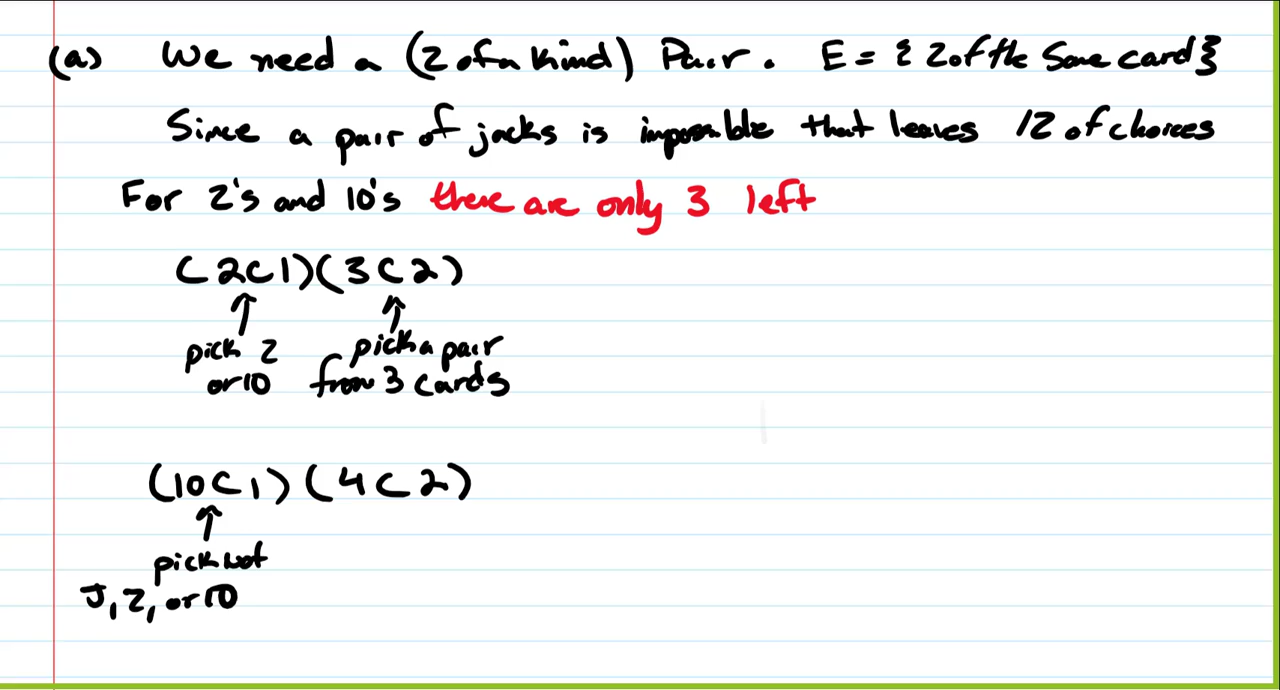 (a) We need a (2 of a kind) Pair. E = { 2 of the Same card}
Since a pair of jacks is impossible that leaves 12 of choices
For 2's and 10's there are only 3 left
(2C1)(3C2)
↑ ↑
pick 2 pick a pair
or 10 from 3 cards
(10C1)(4C2)
↑
pick not
J, 2, or 10